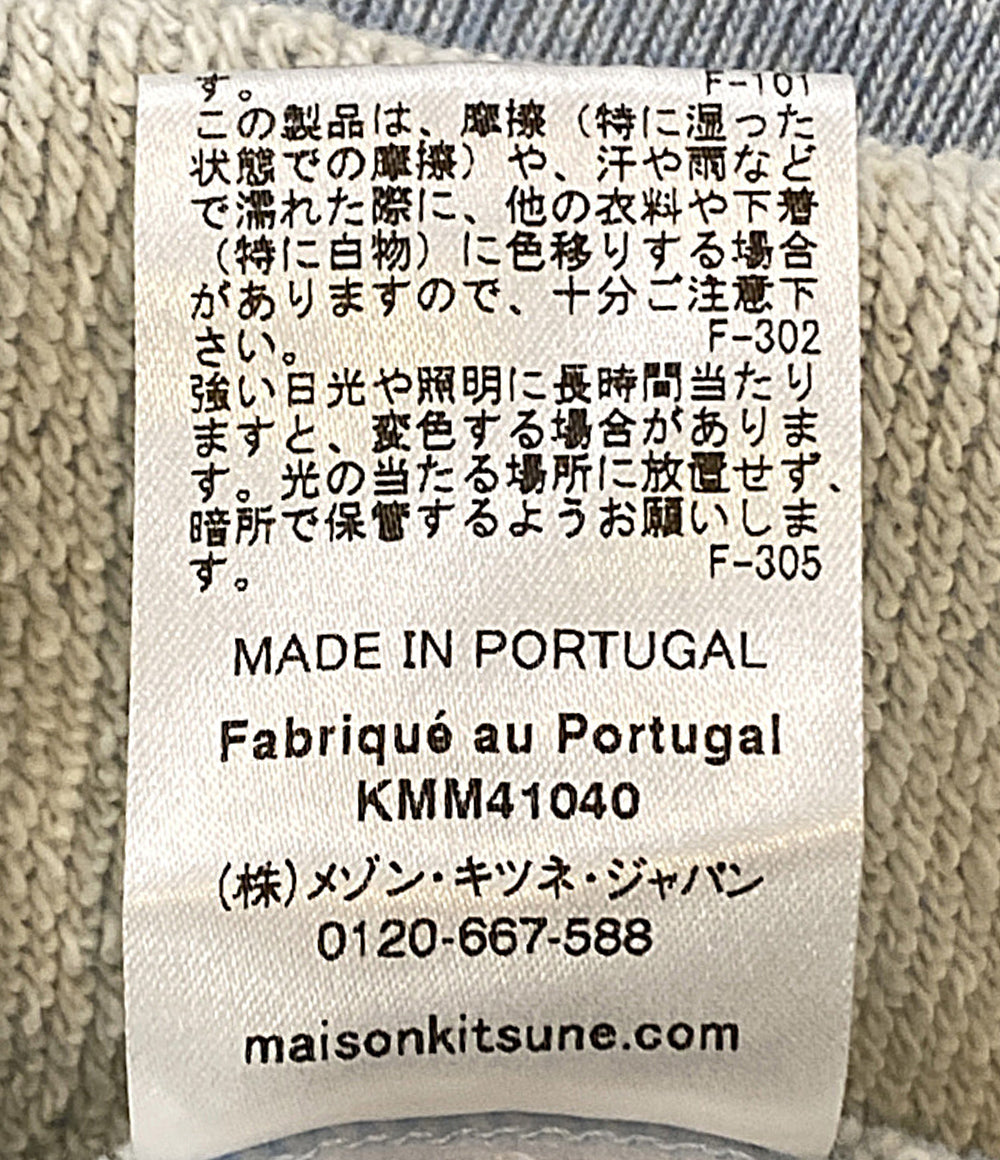 す。 F-101
この製品は、摩擦（特に湿った
状態での摩擦）や、汗や雨など
で濡れた際に、他の衣料や下着
（特に白物）に色移りする場合
がありますので、十分ご注意下
さい。 F-302
強い日光や照明に長時間当たり
ますと、変色する場合がありま
す。光の当たる場所に放置せず、
暗所で保管するようお願いしま
す。 F-305
MADE IN PORTUGAL
Fabriqué au Portugal
KMM41040
(株)メゾン・キツネ・ジャパン
0120-667-588
maisonkitsune.com